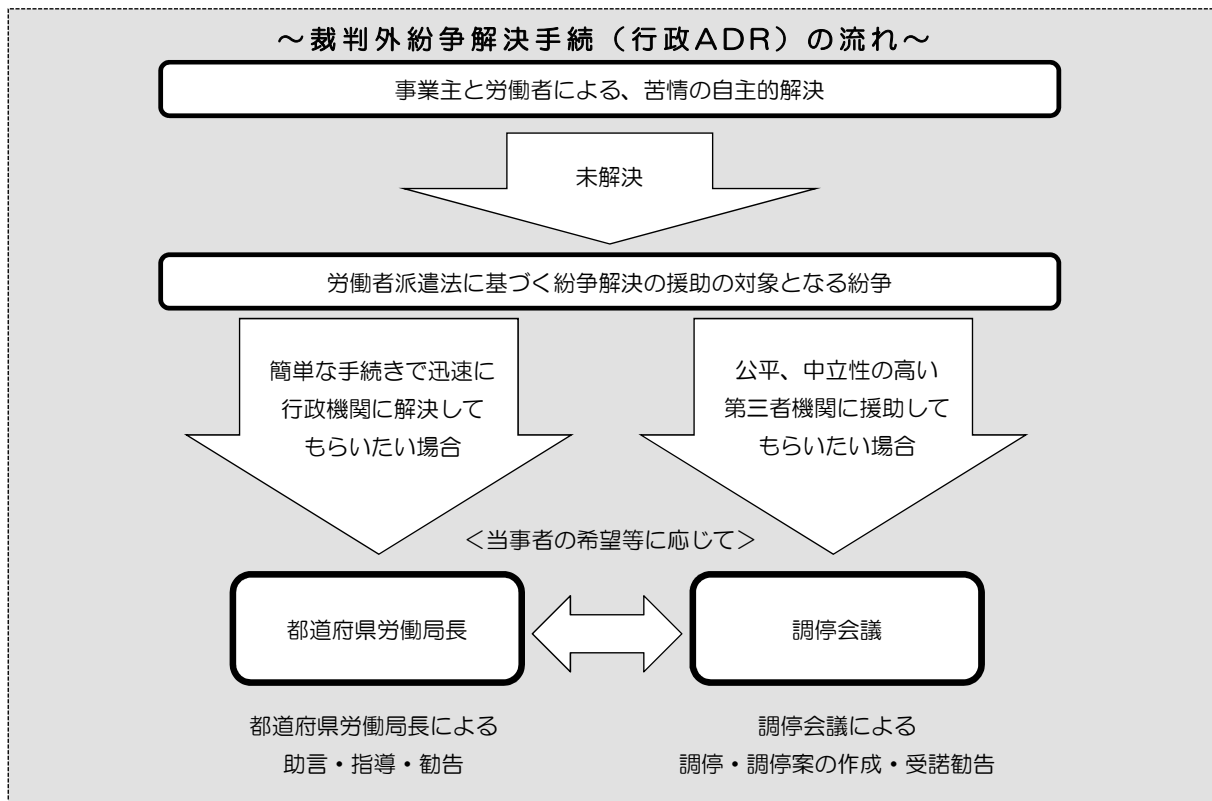 ～裁判外紛争解決手続（行政ADR）の流れ～
事業主と労働者による、苦情の自主的解決
未解決
労働者派遣法に基づく紛争解決の援助の対象となる紛争
簡単な手続きで迅速に
行政機関に解決して
もらいたい場合
公平、中立性の高い
第三者機関に援助して
もらいたい場合
＜当事者の希望等に応じて＞
都道府県労働局長
調停会議
都道府県労働局長による
助言・指導・勧告
調停会議による
調停・調停案の作成・受諾勧告